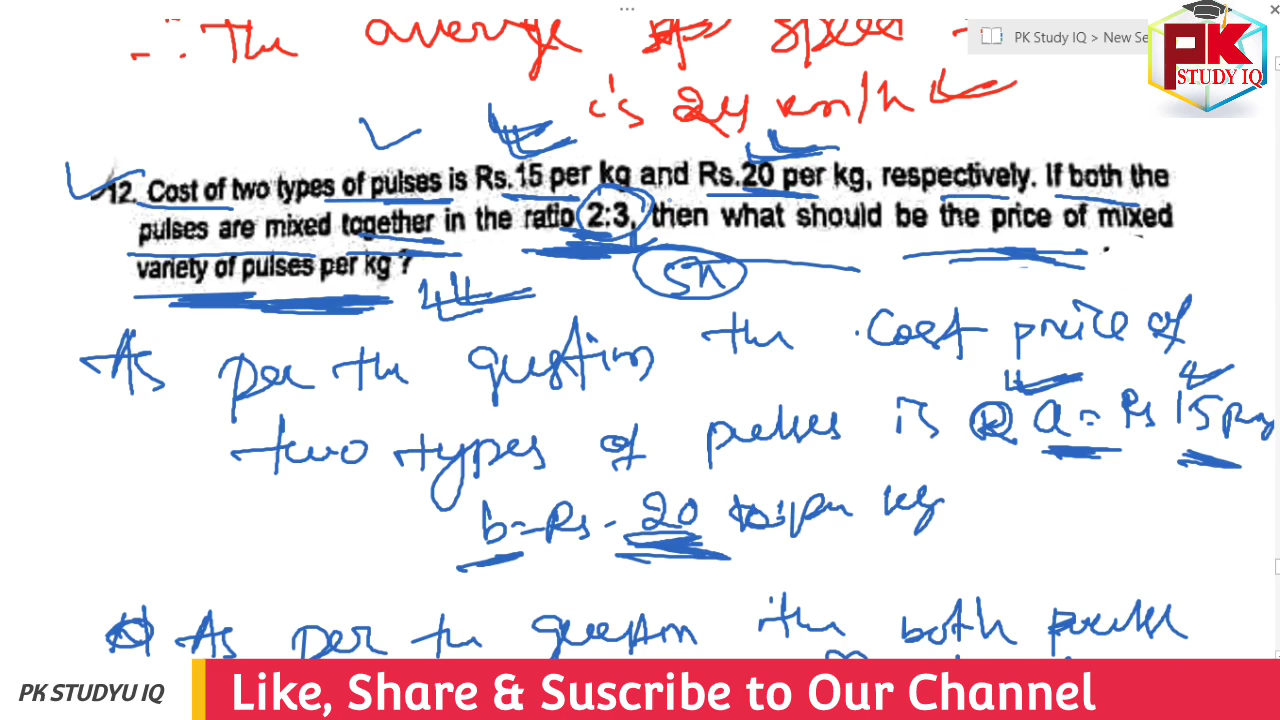 ∴ The average speed
is 24 km/h
PK Study IQ > New Se
PK
STUDY IQ
12. Cost of two types of pulses is Rs.15 per kg and Rs.20 per kg, respectively. If both the
pulses are mixed together in the ratio 2:3, then what should be the price of mixed
variety of pulses per kg ?
5x
As per the question the cost price of
two types of pulses is a = Rs 15 per
b = Rs - 20 per kg
As per the question the both pulses
PK STUDYU IQ
Like, Share & Suscribe to Our Channel